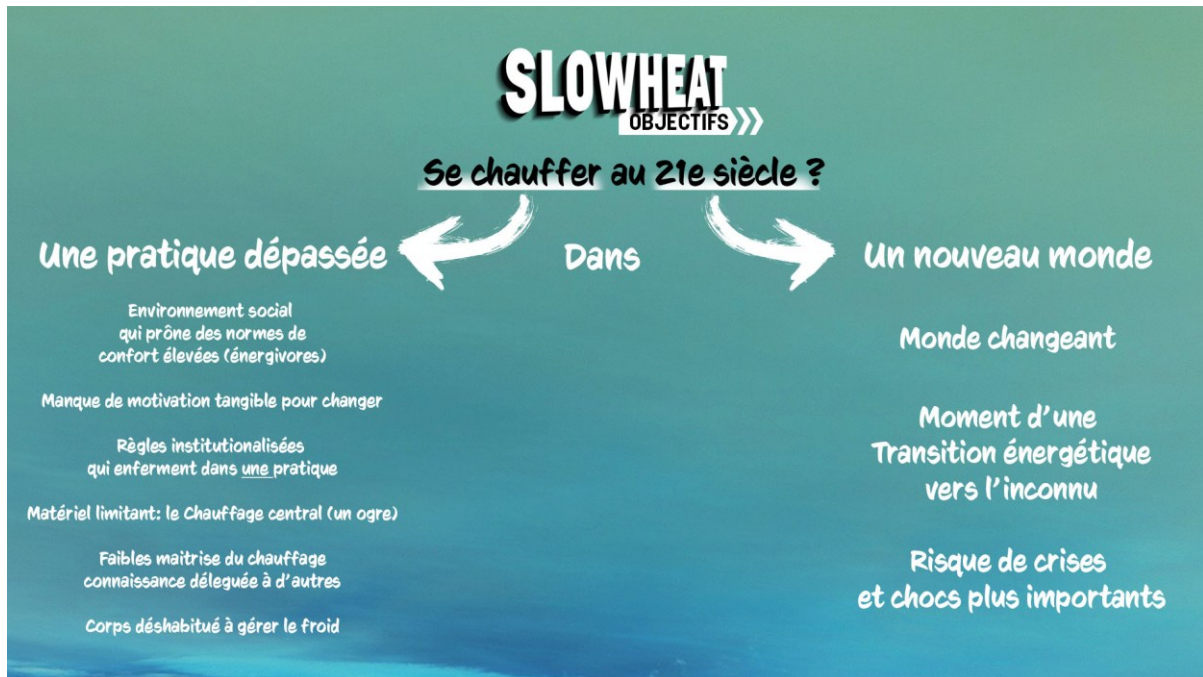 SLOWHEAT
OBJECTIFS
Se chauffer au 21e siècle ?
Une pratique dépassée
Dans
Un nouveau monde
Environnement social
qui prône des normes de
confort élevées (énergivores)
Manque de motivation tangible pour changer
Règles institutionalisées
qui enferment dans une pratique
Matériel limitant: le Chauffage central (un ogre)
Faibles maitrise du chauffage
connaissance déleguée à d'autres
Corps déshabitué à gérer le froid
Monde changeant
Moment d'une
Transition énergétique
vers l'inconnu
Risque de crises
et chocs plus importants